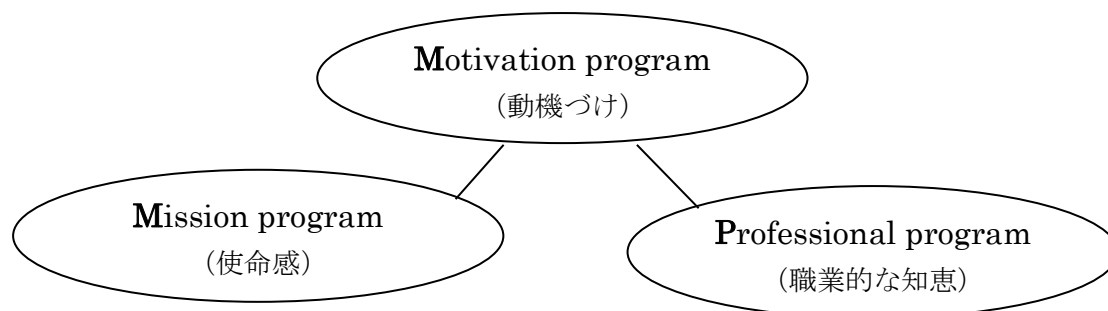 Motivation program
（動機づけ）
Mission program
（使命感）
Professional program
（職業的な知恵）